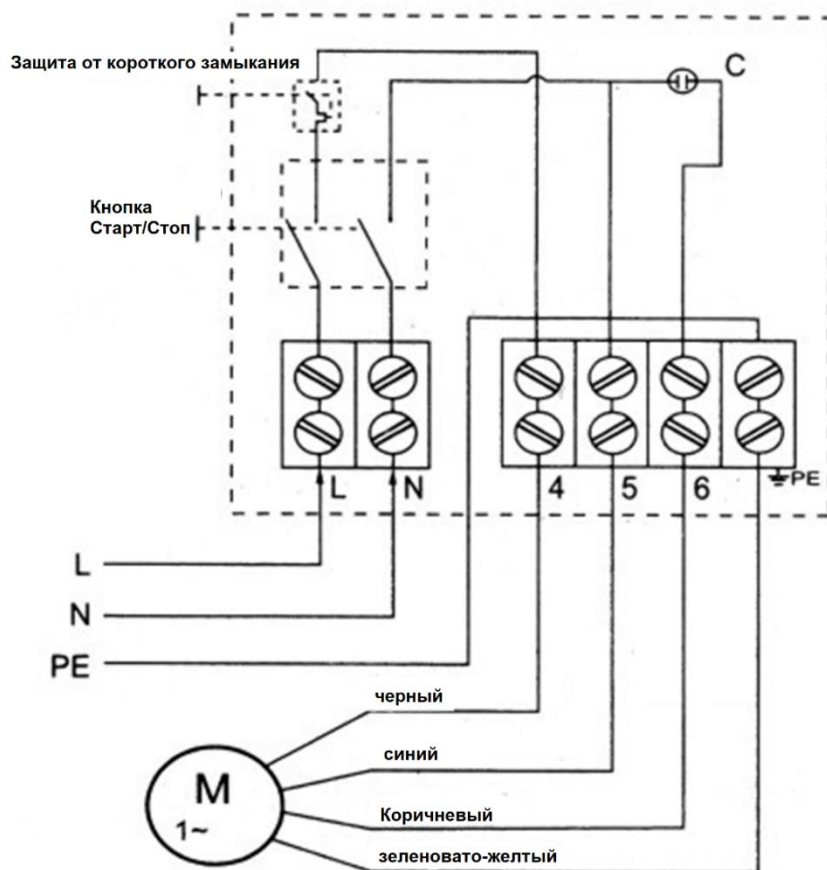 Защита от короткого замыкания
C
Кнопка
Старт/Стоп
L
N
4
5
6
PE
L
N
PE
черный
синий
Коричневый
зеленовато-желтый
M
1~